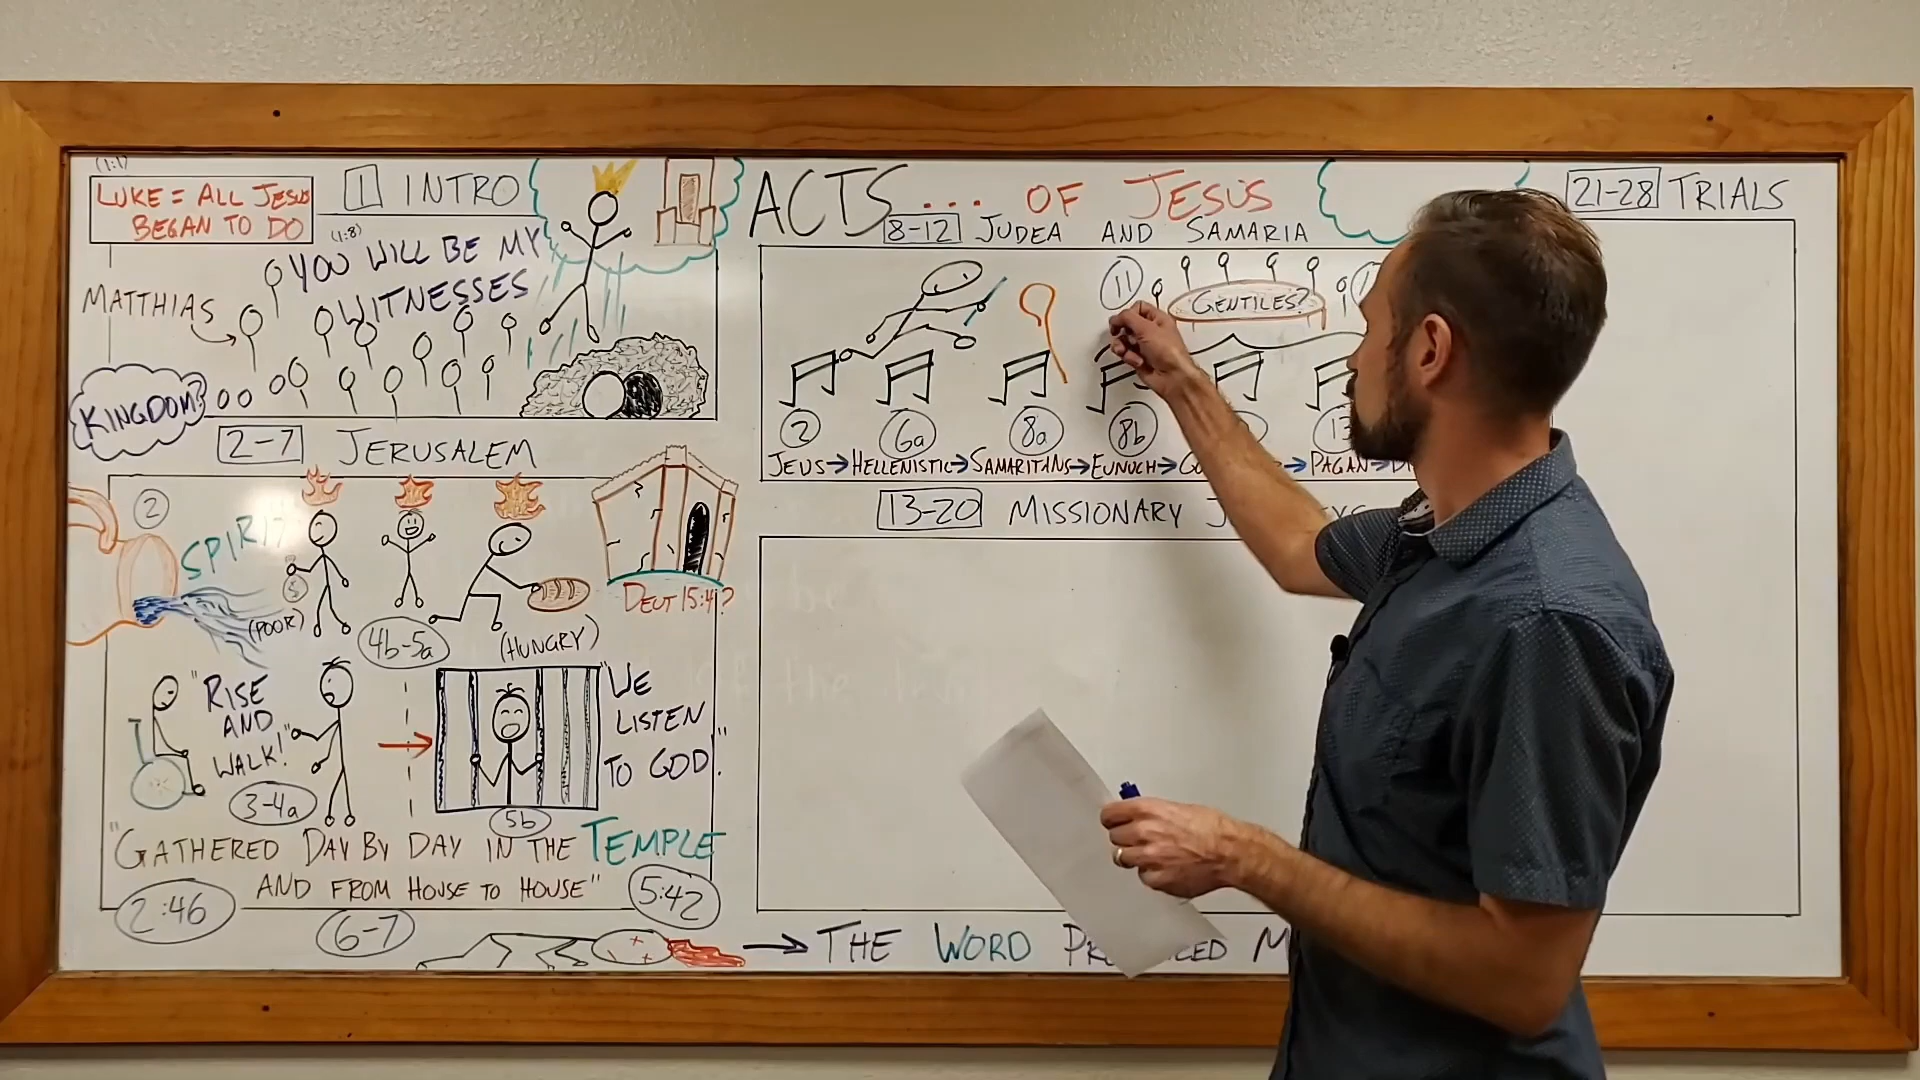 (1:1)
LUKE = ALL JESUS
BEGAN TO DO
1 INTRO
(1:8)
"YOU WILL BE MY
WITNESSES
MATTHIAS
KINGDOM?
2-7 JERUSALEM
2
SPIRIT
$
(POOR)
4b-5a
(HUNGRY)
DEUT 15:4?
"RISE
AND
WALK!"
3-4a
"WE
LISTEN
TO GOD."
5b
"GATHERED DAY BY DAY IN THE TEMPLE
AND FROM HOUSE TO HOUSE"
2:46
5:42
6-7
ACTS... OF JESUS
8-12 JUDEA AND SAMARIA
11
GENTILES?
2
6a
8a
8b
JEUS → HELLENISTIC → SAMARITANS → EUNUCH →
→ PAGAN →
13-20 MISSIONARY
→ THE WORD
21-28 TRIALS